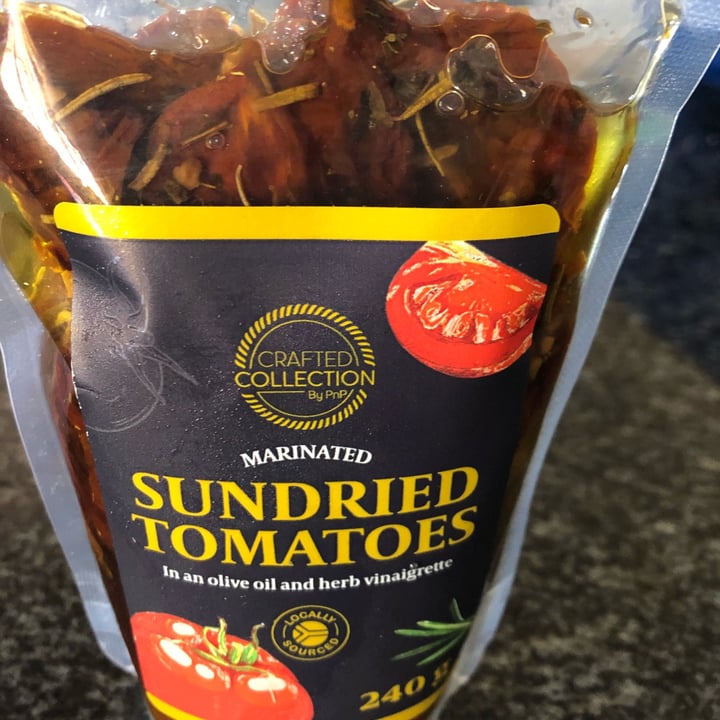 CRAFTED
COLLECTION
By PnP
MARINATED
SUNDRIED
TOMATOES
In an olive oil and herb vinaigrette
LOCALLY
SOURCED
240 g